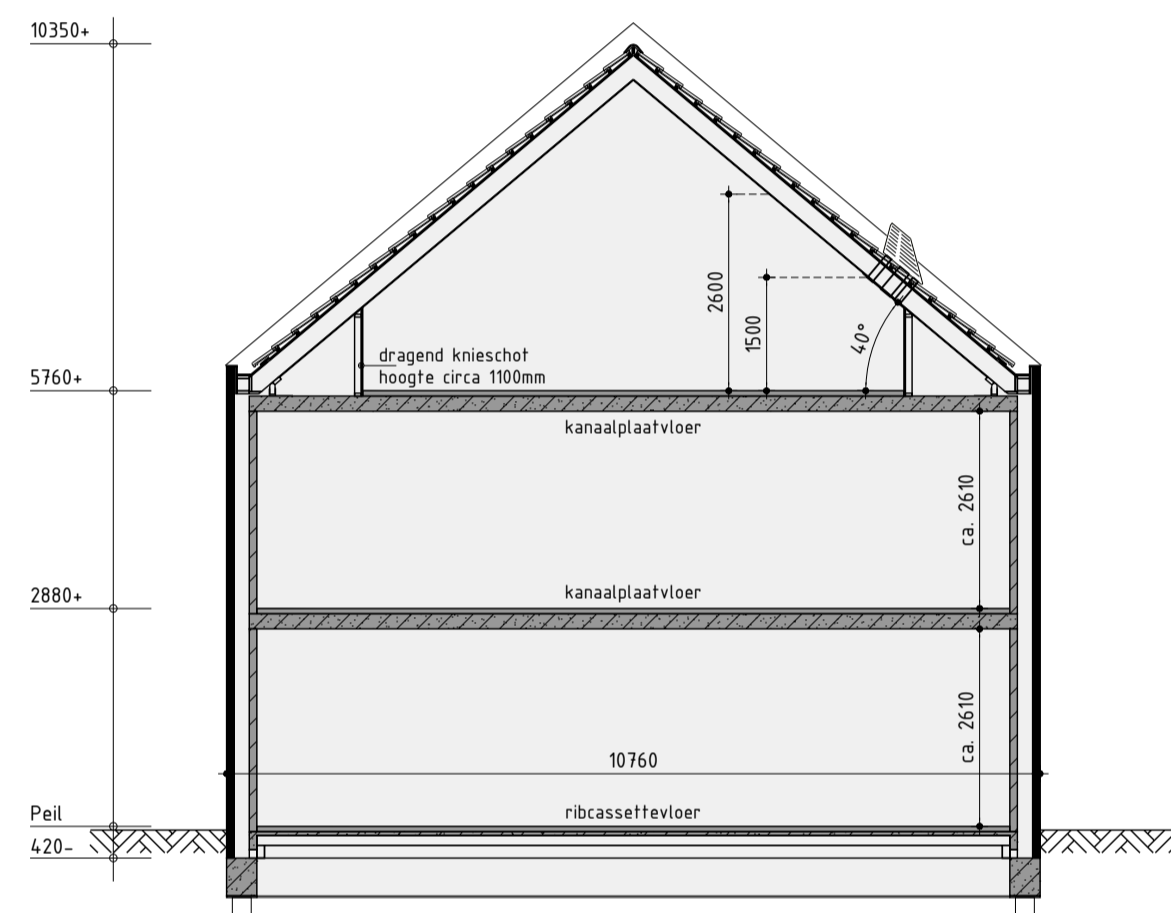 10350+
2600
1500
40°
dragend knieschot
hoogte circa 1100mm
5760+
kanaalplaatvloer
ca. 2610
2880+
kanaalplaatvloer
ca. 2610
10760
Peil
ribcassettevloer
420-